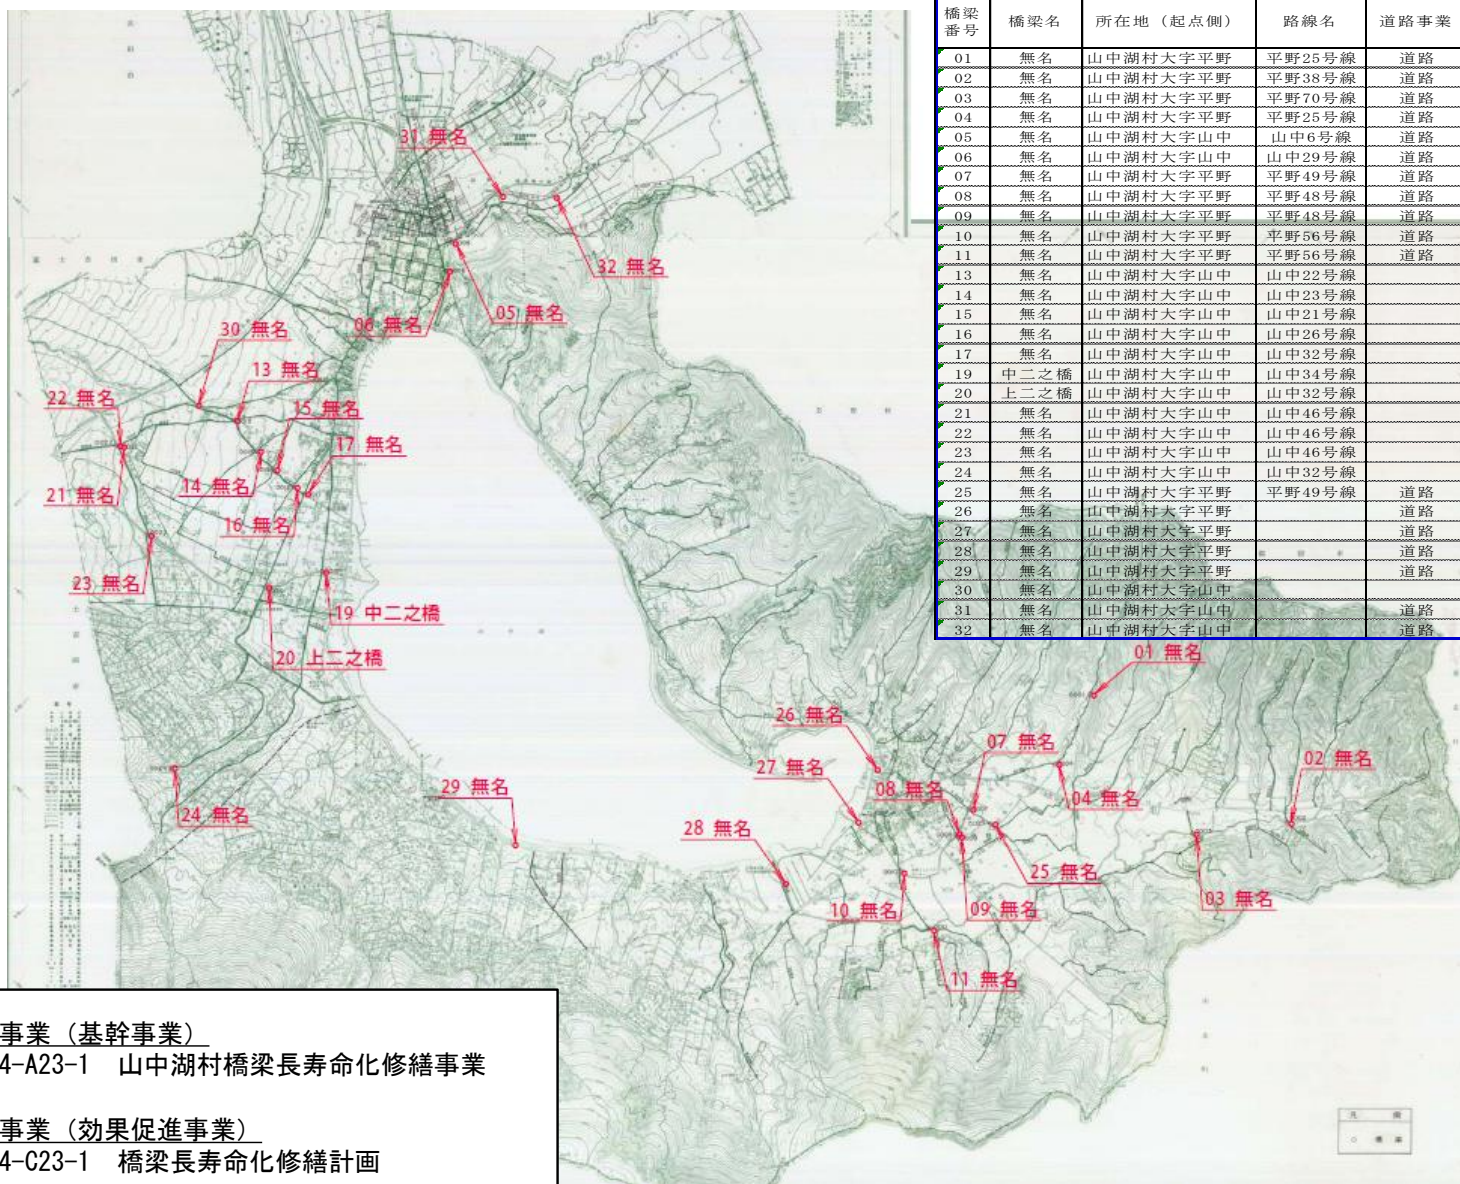 橋梁番号 橋梁名 所在地（起点側） 路線名 道路事業
01 無名 山中湖村大字平野 平野25号線 道路
02 無名 山中湖村大字平野 平野38号線 道路
03 無名 山中湖村大字平野 平野70号線 道路
04 無名 山中湖村大字平野 平野25号線 道路
05 無名 山中湖村大字山中 山中6号線 道路
06 無名 山中湖村大字山中 山中29号線 道路
07 無名 山中湖村大字平野 平野49号線 道路
08 無名 山中湖村大字平野 平野48号線 道路
09 無名 山中湖村大字平野 平野48号線 道路
10 無名 山中湖村大字平野 平野56号線 道路
11 無名 山中湖村大字平野 平野56号線 道路
13 無名 山中湖村大字山中 山中22号線
14 無名 山中湖村大字山中 山中23号線
15 無名 山中湖村大字山中 山中21号線
16 無名 山中湖村大字山中 山中26号線
17 無名 山中湖村大字山中 山中32号線
19 中二之橋 山中湖村大字山中 山中34号線
20 上二之橋 山中湖村大字山中 山中32号線
21 無名 山中湖村大字山中 山中46号線
22 無名 山中湖村大字山中 山中46号線
23 無名 山中湖村大字山中 山中46号線
24 無名 山中湖村大字山中 山中32号線
25 無名 山中湖村大字平野 平野49号線 道路
26 無名 山中湖村大字平野 道路
27 無名 山中湖村大字平野 道路
28 無名 山中湖村大字平野 道路
29 無名 山中湖村大字平野 道路
30 無名 山中湖村大字山中
31 無名 山中湖村大字山中 道路
32 無名 山中湖村大字山中 道路
31 無名
32 無名
05 無名
06 無名
30 無名
13 無名
22 無名
15 無名
17 無名
14 無名
21 無名
16 無名
23 無名
19 中二之橋
20 上二之橋
01 無名
26 無名
07 無名
02 無名
27 無名
08 無名
04 無名
29 無名
24 無名
28 無名
25 無名
03 無名
10 無名
09 無名
11 無名
事業（基幹事業）
4-A23-1 山中湖村橋梁長寿命化修繕事業
事業（効果促進事業）
4-C23-1 橋梁長寿命化修繕計画